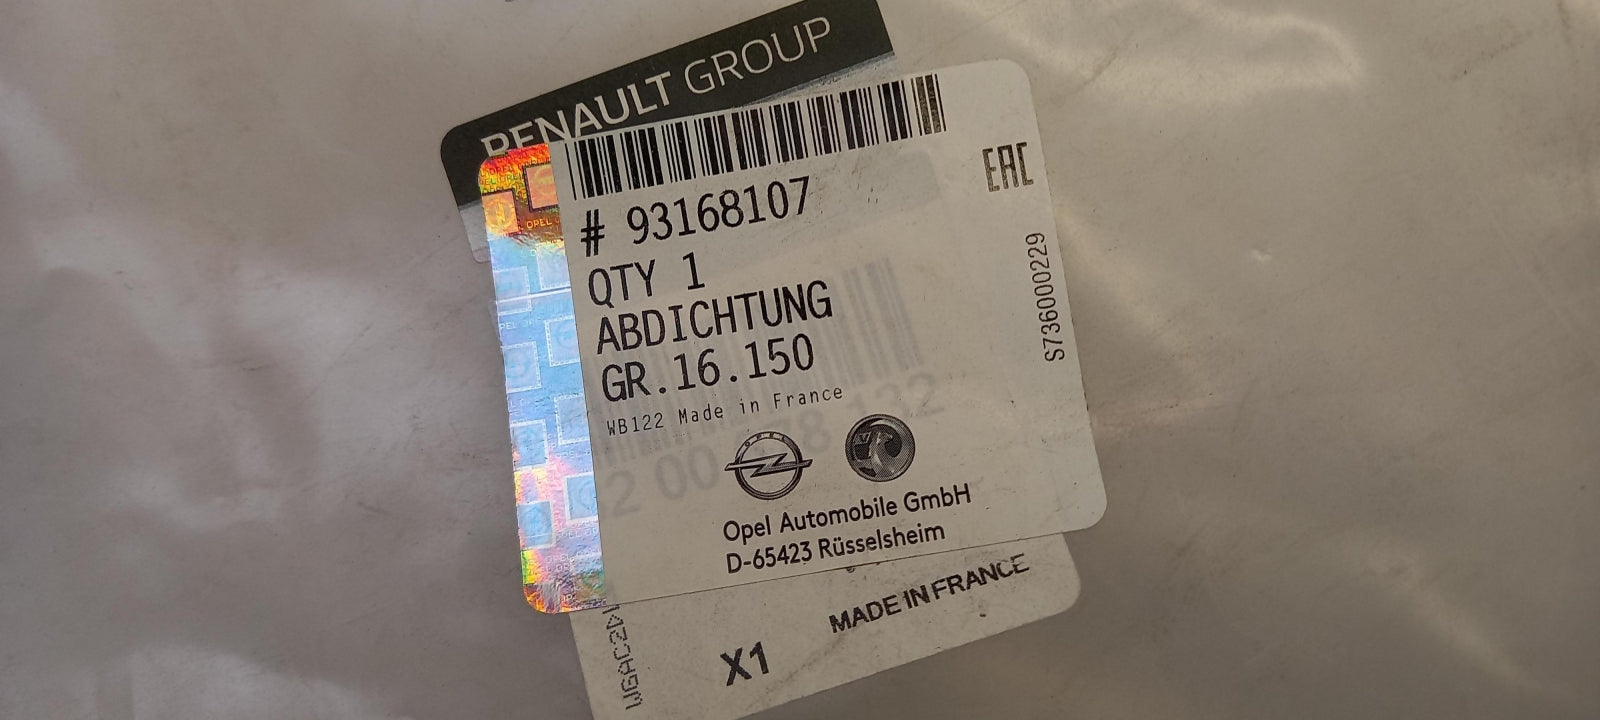 RENAULT GROUP
# 93168107
EAC
QTY 1
ABDICHTUNG
GR.16.150
S736000229
WB122 Made in France
OPEL
Opel Automobile GmbH
D-65423 Rüsselsheim
MADE IN FRANCE
X1